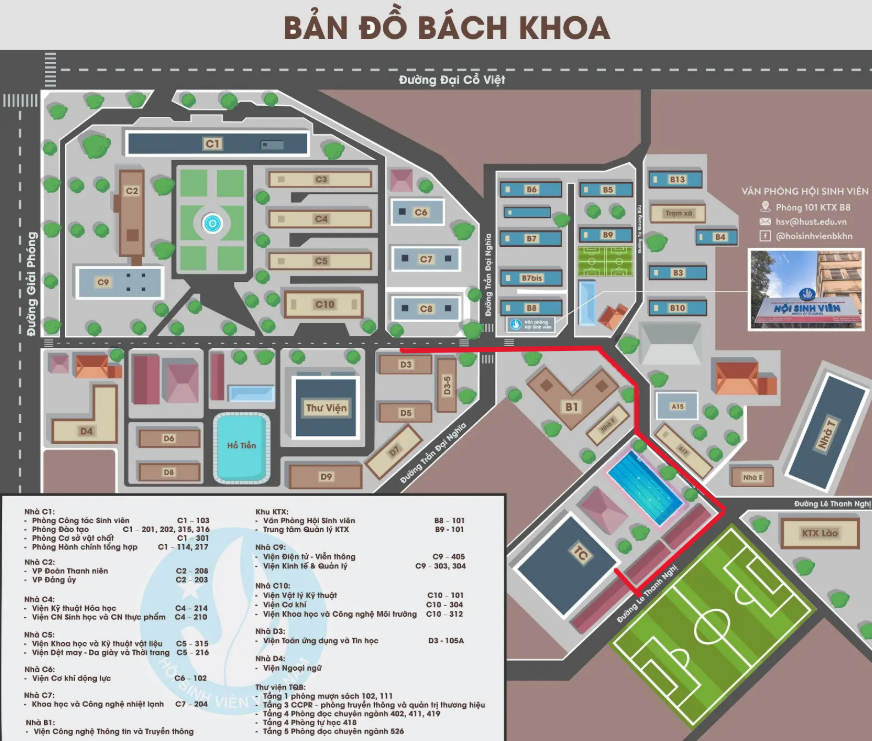 BẢN ĐỒ BÁCH KHOA
Đường Đại Cồ Việt
Đường Giải Phóng
C1
C2
C3
C4
C5
C6
C7
C8
C9
C10
Đường Trần Đại Nghĩa
B6
B5
B7
B9
B7bis
B8
Văn phòng
hội Sinh viên
Đường Tạ Quang Bửu
B13
Trạm xá
B4
B3
B10
VĂN PHÒNG HỘI SINH VIÊN
Phòng 101 KTX B8
hsv@hust.edu.vn
@hoisinhvienbkhn
HỘI SINH VIÊN
D3
D3-5
D5
D7
D4
D6
D8
Hồ Tiền
Thư Viện
D9
Đường Trần Đại Nghĩa
B1
Nhà K
A15
A17
Nhà T
Nhà E
Đường Lê Thanh Nghị
KTX Lào
TC
Đường Lê Thanh Nghị
Nhà C1:
- Phòng Công tác Sinh viên C1 - 103
- Phòng Đào tạo C1 - 201, 202, 315, 316
- Phòng Cơ sở vật chất C1 - 301
- Phòng Hành chính tổng hợp C1 - 114, 217
Nhà C2:
- VP Đoàn Thanh niên C2 - 208
- VP Đảng ủy C2 - 203
Nhà C4:
- Viện Kỹ thuật Hóa học C4 - 214
- Viện CN Sinh học và CN thực phẩm C4 - 210
Nhà C5:
- Viện Khoa học và Kỹ thuật vật liệu C5 - 315
- Viện Dệt may - Da giày và Thời trang C5 - 216
Nhà C6:
- Viện Cơ khí động lực C6 - 102
Nhà C7:
- Khoa học và Công nghệ nhiệt lạnh C7 - 204
Nhà B1:
- Viện Công nghệ Thông tin và Truyền thông
Khu KTX:
- Văn Phòng Hội Sinh viên B8 - 101
- Trung tâm Quản lý KTX B9 - 101
Nhà C9:
- Viện Điện tử - Viễn thông C9 - 405
- Viện Kinh tế & Quản lý C9 - 303, 304
Nhà C10:
- Viện Vật lý Kỹ thuật C10 - 101
- Viện Cơ khí C10 - 304
- Viện Khoa học và Công nghệ Môi trường C10 - 312
Nhà D3:
- Viện Toán ứng dụng và Tin học D3 - 105A
Nhà D4:
- Viện Ngoại ngữ
Thư viện TQB:
- Tầng 1 phòng mượn sách 102, 111
- Tầng 3 CCPR - phòng truyền thông và quản trị thương hiệu
- Tầng 4 Phòng đọc chuyên ngành 402, 411, 419
- Tầng 4 Phòng tự học 418
- Tầng 5 Phòng đọc chuyên ngành 526